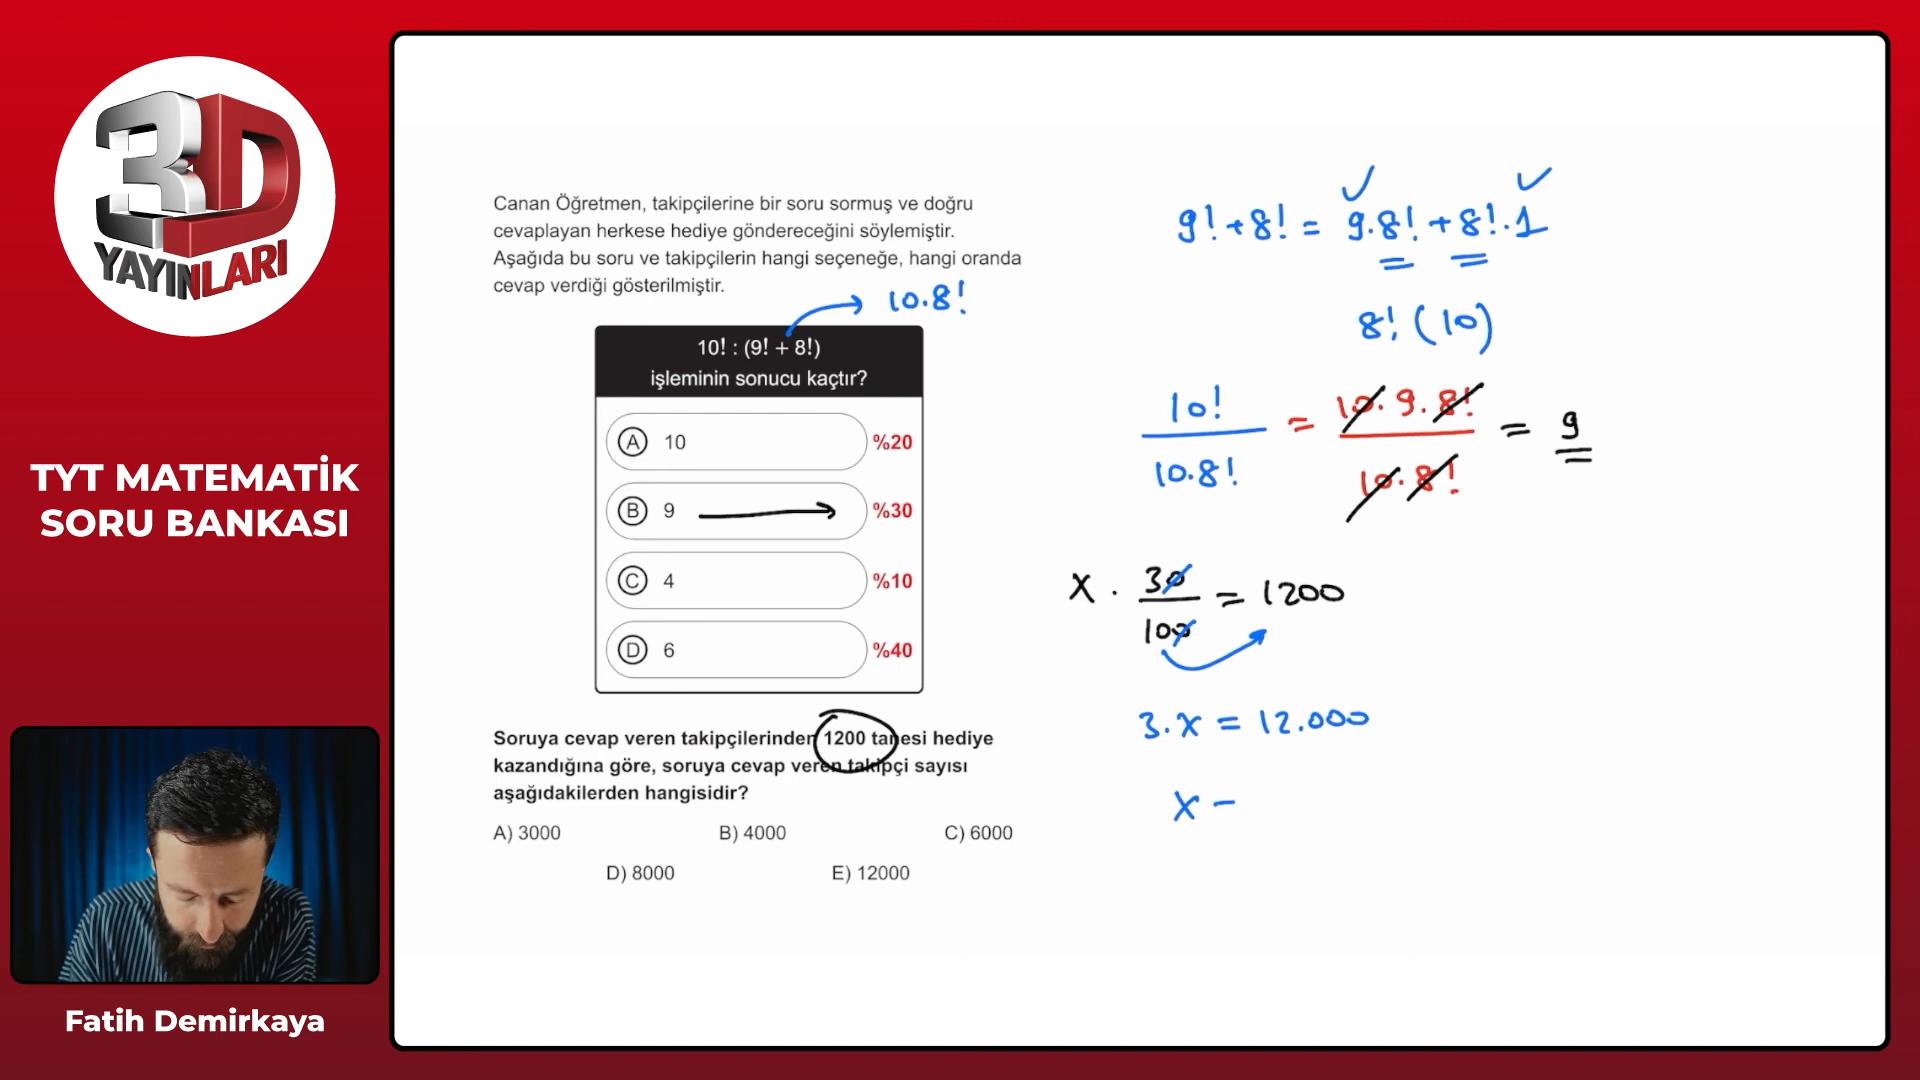 3D
YAYINLARI
TYT MATEMATİK
SORU BANKASI
Fatih Demirkaya
Canan Öğretmen, takipçilerine bir soru sormuş ve doğru
cevaplayan herkese hediye göndereceğini söylemiştir.
Aşağıda bu soru ve takipçilerin hangi seçeneğe, hangi oranda
cevap verdiği gösterilmiştir.
10.8!
10! : (9! + 8!)
işleminin sonucu kaçtır?
A 10 %20
B 9 %30
C 4 %10
D 6 %40
Soruya cevap veren takipçilerinden 1200 tanesi hediye
kazandığına göre, soruya cevap veren takipçi sayısı
aşağıdakilerden hangisidir?
A) 3000 B) 4000 C) 6000
D) 8000 E) 12000
9! + 8! = 9.8! + 8!.1
8! (10)
10! / 10.8! = 10.9.8! / 10.8! = 9
x . 30 / 100 = 1200
3.x = 12.000
x -